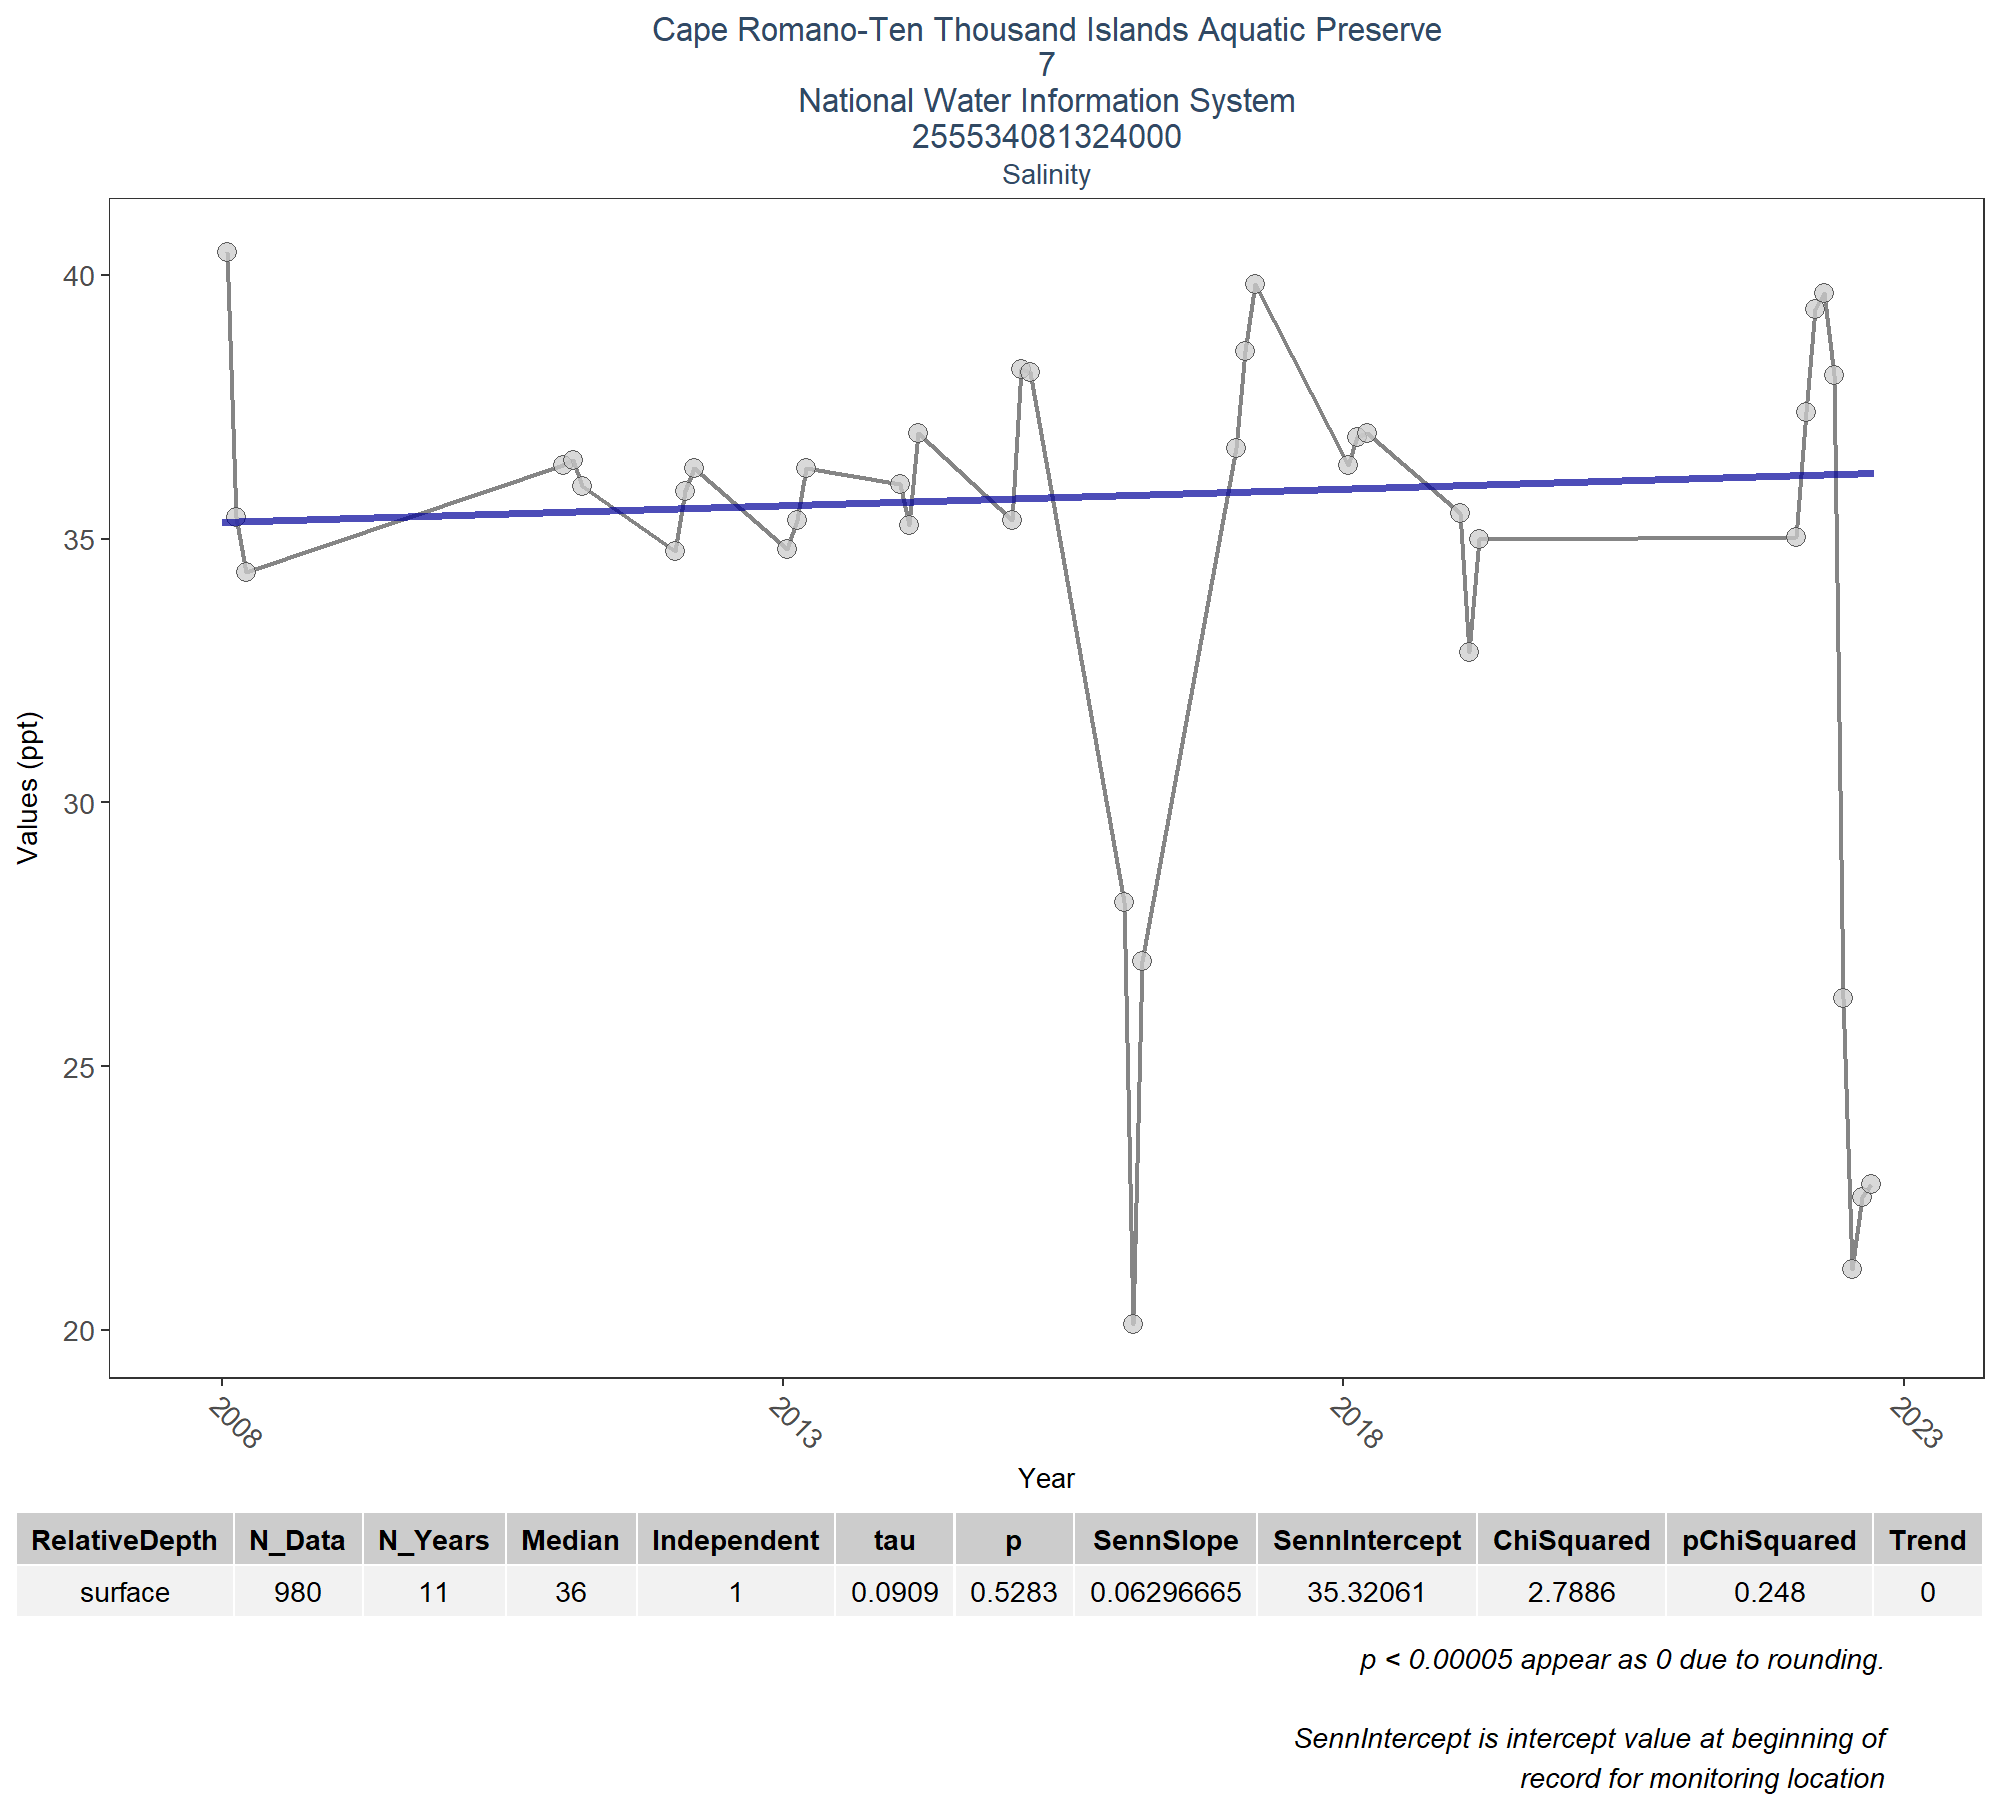 Cape Romano-Ten Thousand Islands Aquatic Preserve
7
National Water Information System
255534081324000
Salinity
40
35
30
25
20
Values (ppt)
2008 2013 2018 2023
Year
RelativeDepth N_Data N_Years Median Independent tau p SennSlope SennIntercept ChiSquared pChiSquared Trend
surface 980 11 36 1 0.0909 0.5283 0.06296665 35.32061 2.7886 0.248 0
p < 0.00005 appear as 0 due to rounding.
SennIntercept is intercept value at beginning of
record for monitoring location